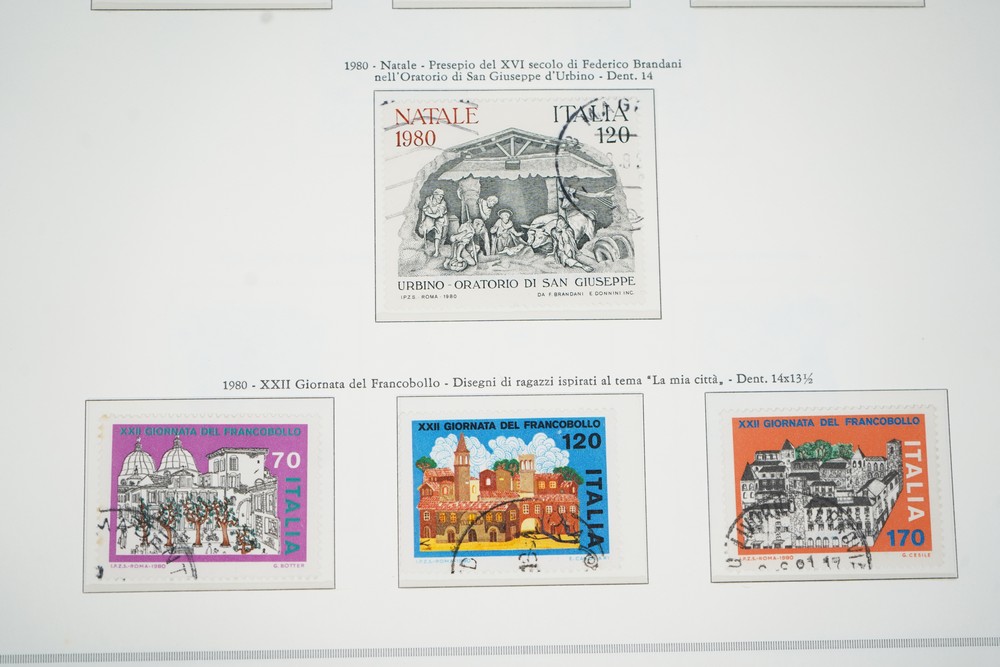 1980 - Natale - Presepio del XVI secolo di Federico Brandani
nell'Oratorio di San Giuseppe d'Urbino - Dent. 14
NATALE
1980
ITALIA
120
URBINO - ORATORIO DI SAN GIUSEPPE
I.P.Z.S. - ROMA - 1980
DA F. BRANDANI E. DONNINI INC.
1980 - XXII Giornata del Francobollo - Disegni di ragazzi ispirati al tema "La mia città„ - Dent. 14x13½
XXII GIORNATA DEL FRANCOBOLLO
70
ITALIA
I.P.Z.S.-ROMA-1980
G. BOTTER
XXII GIORNATA DEL FRANCOBOLLO
120
ITALIA
I.P.Z.S.-ROMA-1980
XXII GIORNATA DEL FRANCOBOLLO
ITALIA
170
I.P.Z.S.-ROMA-1980
G. CESILE